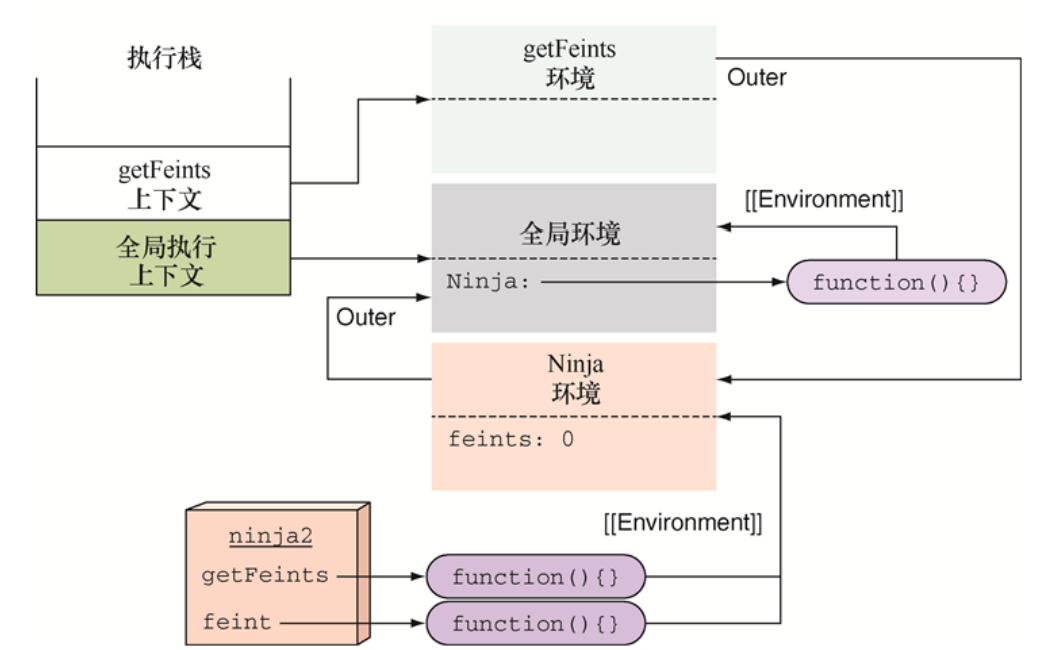 执行栈
getFeints
上下文
全局执行
上下文
getFeints
环境
Outer
全局环境
Ninja:
[[Environment]]
function(){}
Outer
Ninja
环境
feints: 0
[[Environment]]
ninja2
getFeints
function(){}
feint
function(){}